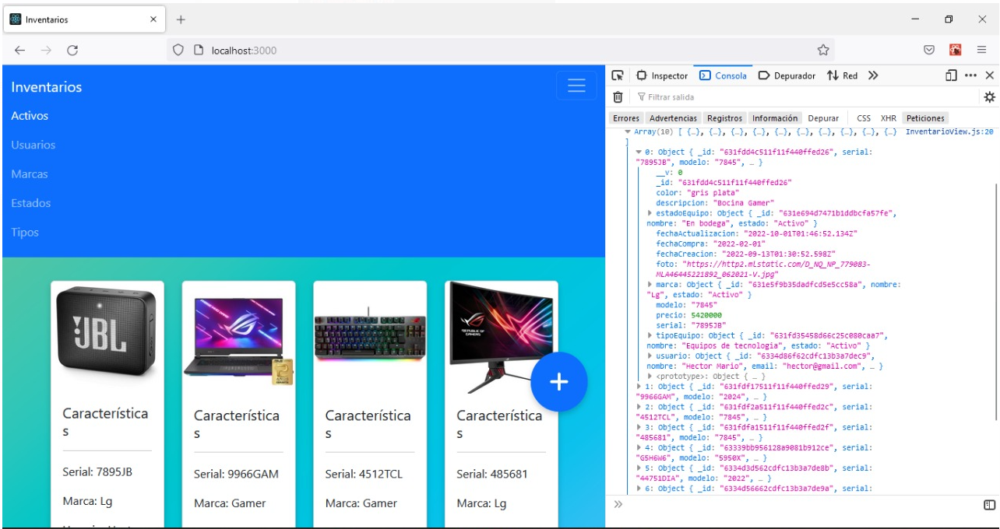 Inventarios
localhost:3000
Inventarios
Activos
Usuarios
Marcas
Estados
Tipos
JBL
REPUBLIC OF
GAMERS
Característica
s
Serial: 7895JB
Marca: Lg
Característica
s
Serial: 9966GAM
Marca: Gamer
Característica
s
Serial: 4512TCL
Marca: Gamer
Característica
s
Serial: 485681
Marca: Lg
Inspector Consola Depurador Red
Filtrar salida
Errores Advertencias Registros Información Depurar CSS XHR Peticiones
Array(10) [ {…}, {…}, {…}, {…}, {…}, {…}, {…}, {…}, {…}, {…} InventarioView.js:20
]
0: Object { _id: "631fdd4c511f11f440ffed26", serial:
"7895JB", modelo: "7845", … }
__v: 0
_id: "631fdd4c511f11f440ffed26"
color: "gris plata"
descripcion: "Bocina Gamer"
estadoEquipo: Object { _id: "631e694d7471b1ddbcfa57fe",
nombre: "En bodega", estado: "Activo" }
fechaActualizacion: "2022-10-01T01:46:52.134Z"
fechaCompra: "2022-02-01"
fechaCreacion: "2022-09-13T01:30:52.598Z"
foto: "https://http2.mlstatic.com/D_NQ_NP_779083-
MLA46445221892_062021-V.jpg"
marca: Object { _id: "631e5f9b35dadfcd5e5cc58a", nombre:
"Lg", estado: "Activo" }
modelo: "7845"
precio: 5420000
serial: "7895JB"
tipoEquipo: Object { _id: "631fd35458d66c25c080caa7",
nombre: "Equipos de tecnologia", estado: "Activo" }
usuario: Object { _id: "6334d86f62cdfc13b3a7dec9",
nombre: "Hector Mario", email: "hector@gmail.com", … }
<prototype>: Object { … }
1: Object { _id: "631fdf17511f11f440ffed29", serial:
"9966GAM", modelo: "2024", … }
2: Object { _id: "631fdf2a511f11f440ffed2c", serial:
"4512TCL", modelo: "7845", … }
3: Object { _id: "631fdfa1511f11f440ffed2f", serial:
"485681", modelo: "7845", … }
4: Object { _id: "63339bb956128a9081b912ce", serial:
"G5H6W6", modelo: "5950X", … }
5: Object { _id: "6334d3d562cdfc13b3a7de8b", serial:
"44751DIA", modelo: "2022", … }
6: Object { _id: "6334d56662cdfc13b3a7de9a", serial: